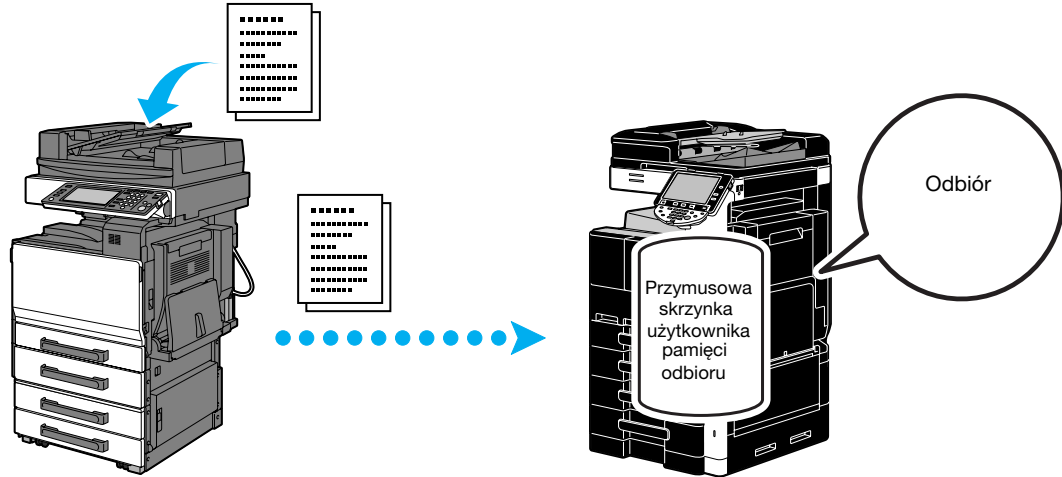 Odbiór
Przymusowa
skrzynka
użytkownika
pamięci
odbioru